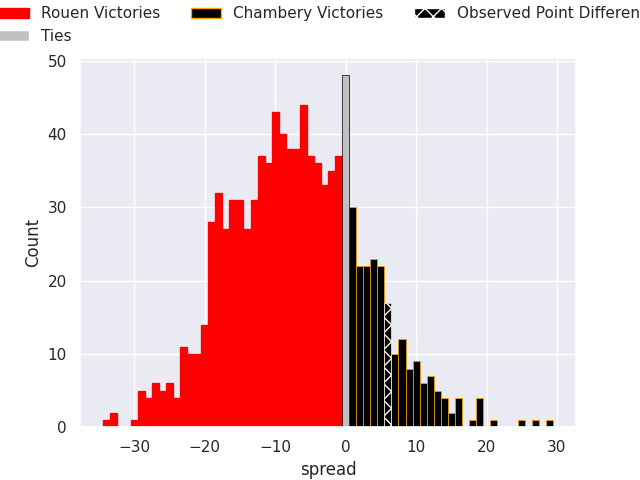 Rouen Victories
Chambery Victories
Observed Point Differen
Ties
50
40
30
20
10
0
Count
−30
−20
−10
0
10
20
30
spread